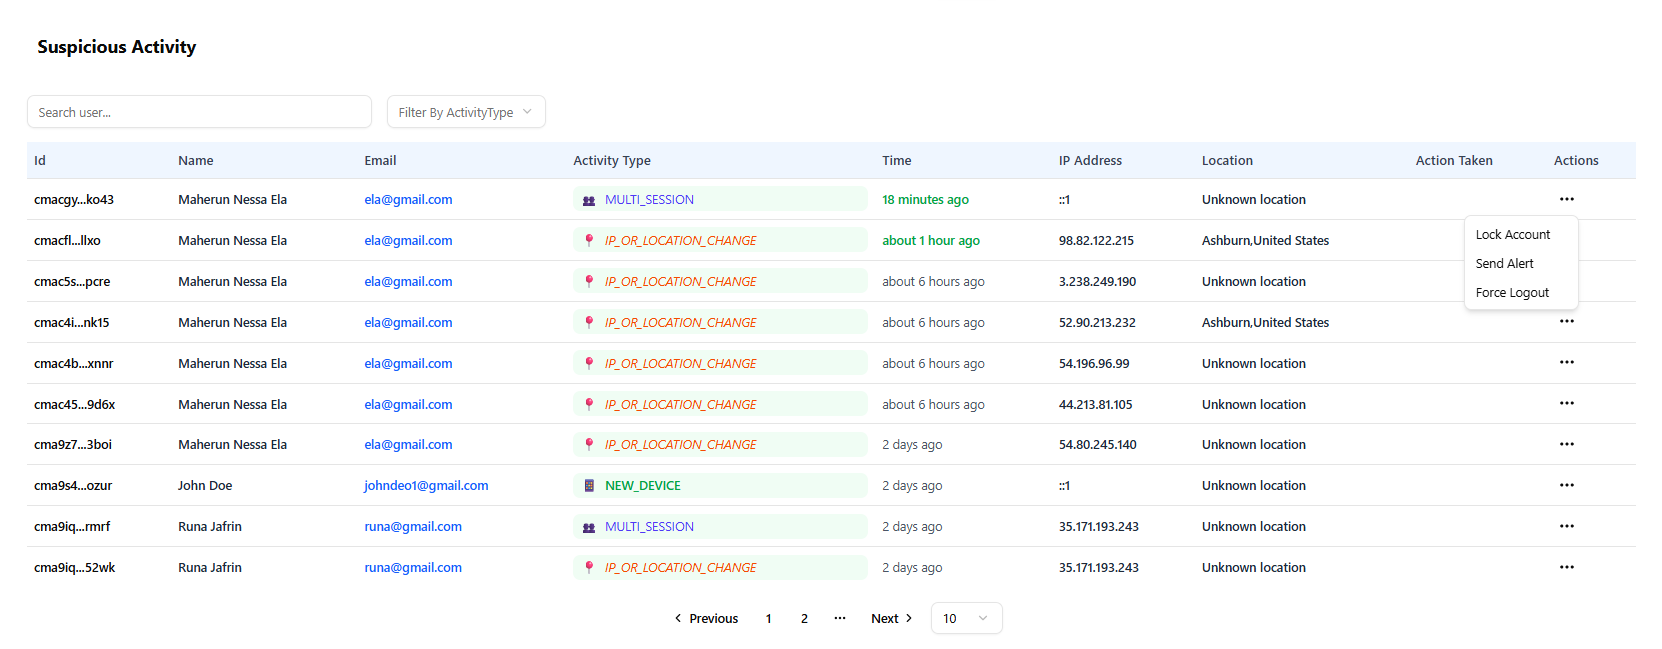 Suspicious Activity
Search user...
Filter By ActivityType
Id Name Email Activity Type Time IP Address Location Action Taken Actions
cmacgy...ko43 Maherun Nessa Ela ela@gmail.com MULTI_SESSION 18 minutes ago ::1 Unknown location ...
cmacfl...llxo Maherun Nessa Ela ela@gmail.com IP_OR_LOCATION_CHANGE about 1 hour ago 98.82.122.215 Ashburn,United States
Lock Account
Send Alert
Force Logout
cmac5s...pcre Maherun Nessa Ela ela@gmail.com IP_OR_LOCATION_CHANGE about 6 hours ago 3.238.249.190 Unknown location
cmac4i...nk15 Maherun Nessa Ela ela@gmail.com IP_OR_LOCATION_CHANGE about 6 hours ago 52.90.213.232 Ashburn,United States ...
cmac4b...xnnr Maherun Nessa Ela ela@gmail.com IP_OR_LOCATION_CHANGE about 6 hours ago 54.196.96.99 Unknown location ...
cmac45...9d6x Maherun Nessa Ela ela@gmail.com IP_OR_LOCATION_CHANGE about 6 hours ago 44.213.81.105 Unknown location ...
cma9z7...3boi Maherun Nessa Ela ela@gmail.com IP_OR_LOCATION_CHANGE 2 days ago 54.80.245.140 Unknown location ...
cma9s4...ozur John Doe johndeo1@gmail.com NEW_DEVICE 2 days ago ::1 Unknown location ...
cma9iq...rmrf Runa Jafrin runa@gmail.com MULTI_SESSION 2 days ago 35.171.193.243 Unknown location ...
cma9iq...52wk Runa Jafrin runa@gmail.com IP_OR_LOCATION_CHANGE 2 days ago 35.171.193.243 Unknown location ...
Previous 1 2 ... Next 10